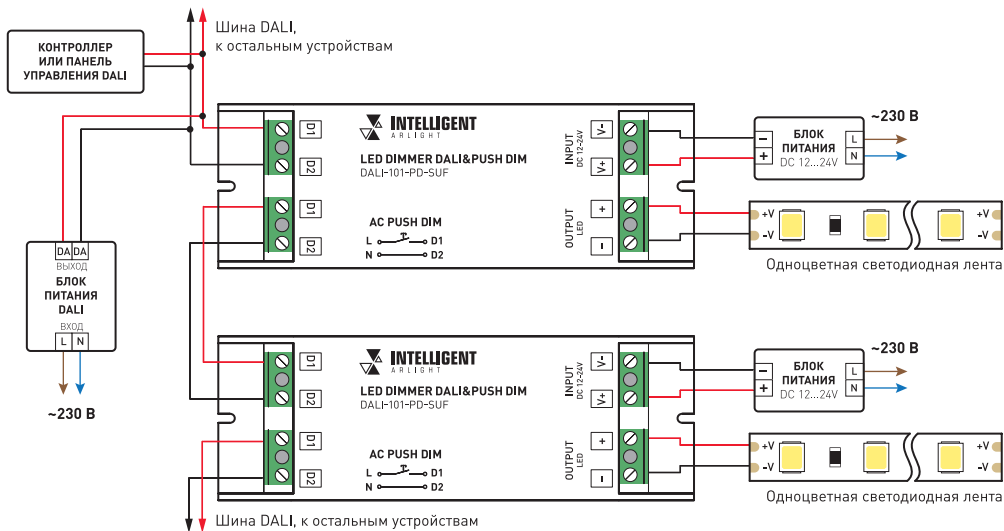 Шина DALI,
к остальным устройствам
КОНТРОЛЛЕР
ИЛИ ПАНЕЛЬ
УПРАВЛЕНИЯ DALI
DA DA
ВЫХОД
БЛОК
ПИТАНИЯ
DALI
ВХОД
L N
~230 В
D1
D2
D1
D2
INTELLIGENT
ARLIGHT
LED DIMMER DALI&PUSH DIM
DALI-101-PD-SUF
AC PUSH DIM
L D1
N D2
INPUT
DC 12-24V
V-
V+
OUTPUT
LED
+
–
~230 В
– БЛОК L
+ ПИТАНИЯ N
DC 12...24V
+V +V
-V -V
Одноцветная светодиодная лента
D1
D2
D1
D2
INTELLIGENT
ARLIGHT
LED DIMMER DALI&PUSH DIM
DALI-101-PD-SUF
AC PUSH DIM
L D1
N D2
INPUT
DC 12-24V
V-
V+
OUTPUT
LED
+
–
~230 В
– БЛОК L
+ ПИТАНИЯ N
DC 12...24V
+V +V
-V -V
Одноцветная светодиодная лента
Шина DALI, к остальным устройствам